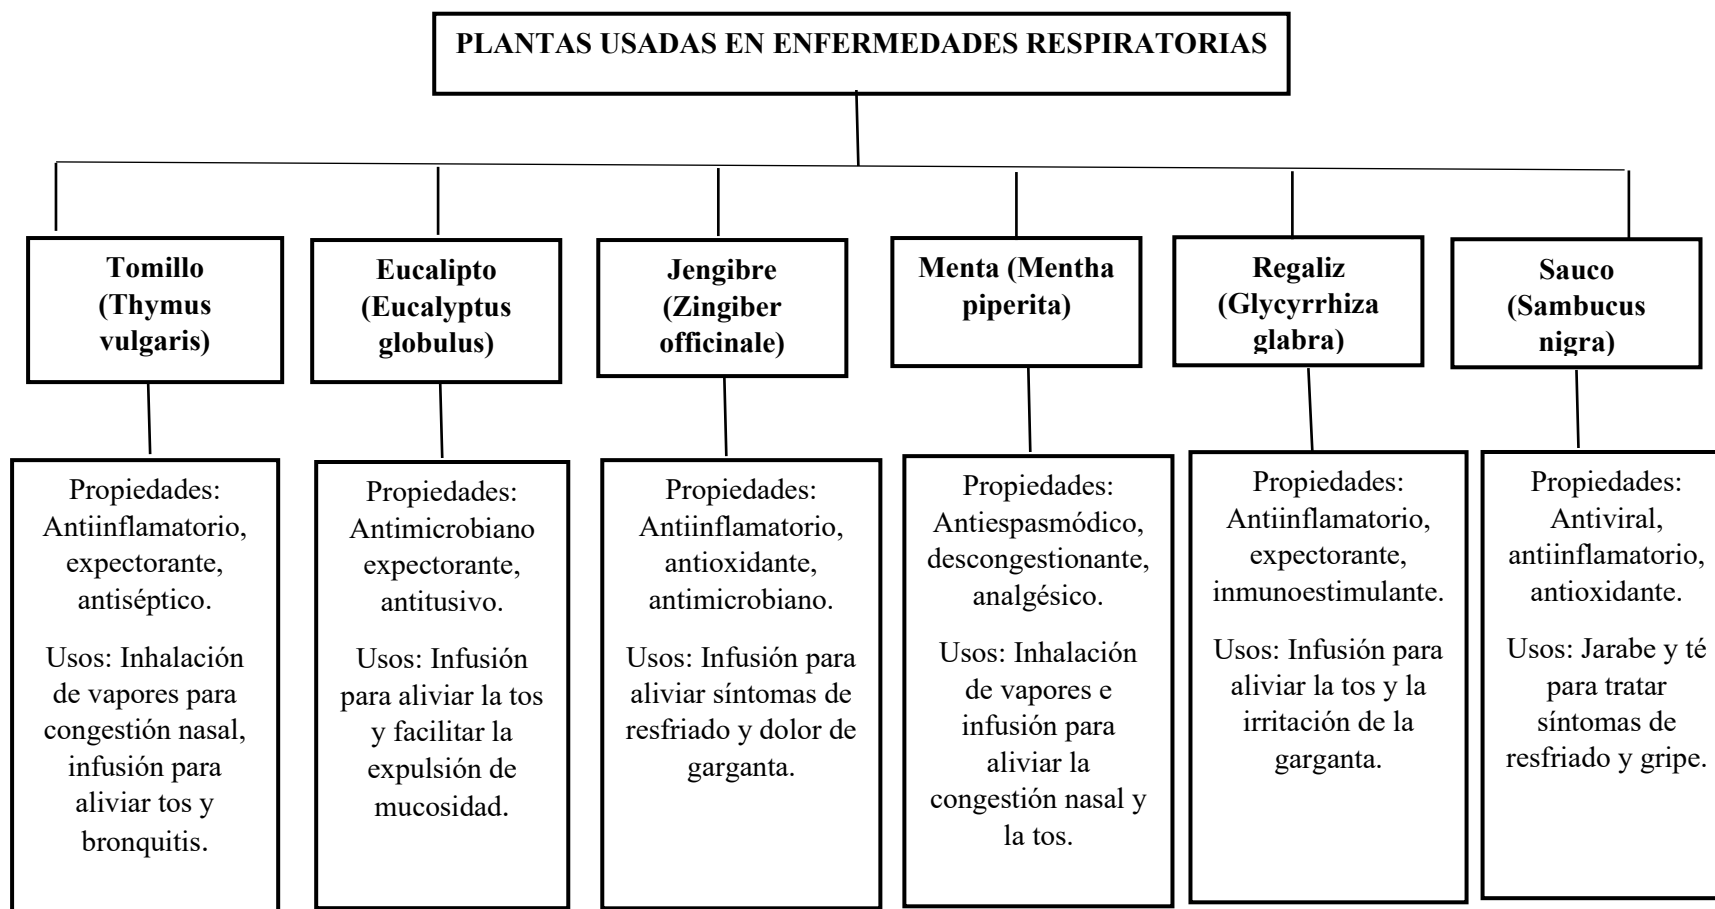 PLANTAS USADAS EN ENFERMEDADES RESPIRATORIAS
Tomillo
(Thymus
vulgaris)
Eucalipto
(Eucalyptus
globulus)
Jengibre
(Zingiber
officinale)
Menta (Mentha
piperita)
Regaliz
(Glycyrrhiza
glabra)
Sauco
(Sambucus
nigra)
Propiedades:
Antiinflamatorio,
expectorante,
antiséptico.
Usos: Inhalación
de vapores para
congestión nasal,
infusión para
aliviar tos y
bronquitis.
Propiedades:
Antimicrobiano
expectorante,
antitusivo.
Usos: Infusión
para aliviar la tos
y facilitar la
expulsión de
mucosidad.
Propiedades:
Antiinflamatorio,
antioxidante,
antimicrobiano.
Usos: Infusión para
aliviar síntomas de
resfriado y dolor de
garganta.
Propiedades:
Antiespasmódico,
descongestionante,
analgésico.
Usos: Inhalación
de vapores e
infusión para
aliviar la
congestión nasal y
la tos.
Propiedades:
Antiinflamatorio,
expectorante,
inmunoestimulante.
Usos: Infusión para
aliviar la tos y la
irritación de la
garganta.
Propiedades:
Antiviral,
antiinflamatorio,
antioxidante.
Usos: Jarabe y té
para tratar
síntomas de
resfriado y gripe.